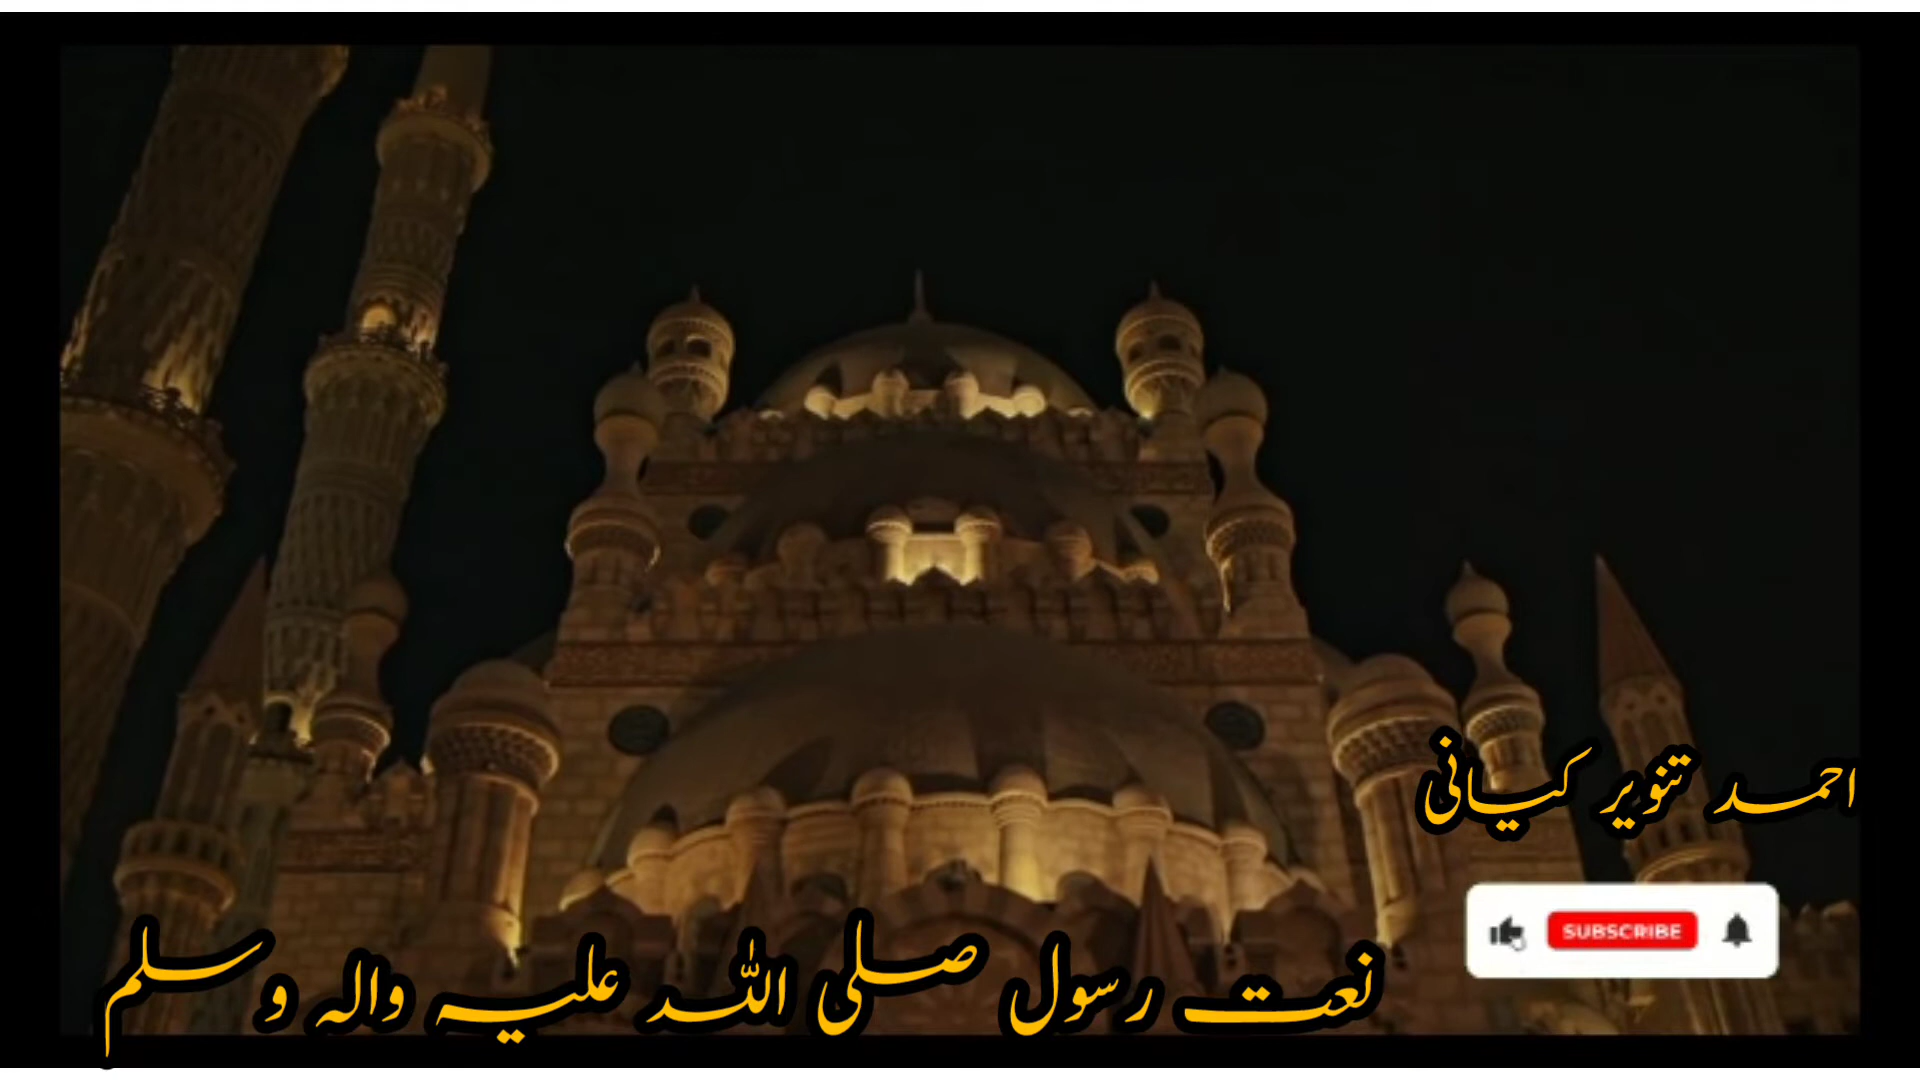 احمد تنویر کیانی
SUBSCRIBE
نعت رسول صلی اللہ علیہ والہ وسلم